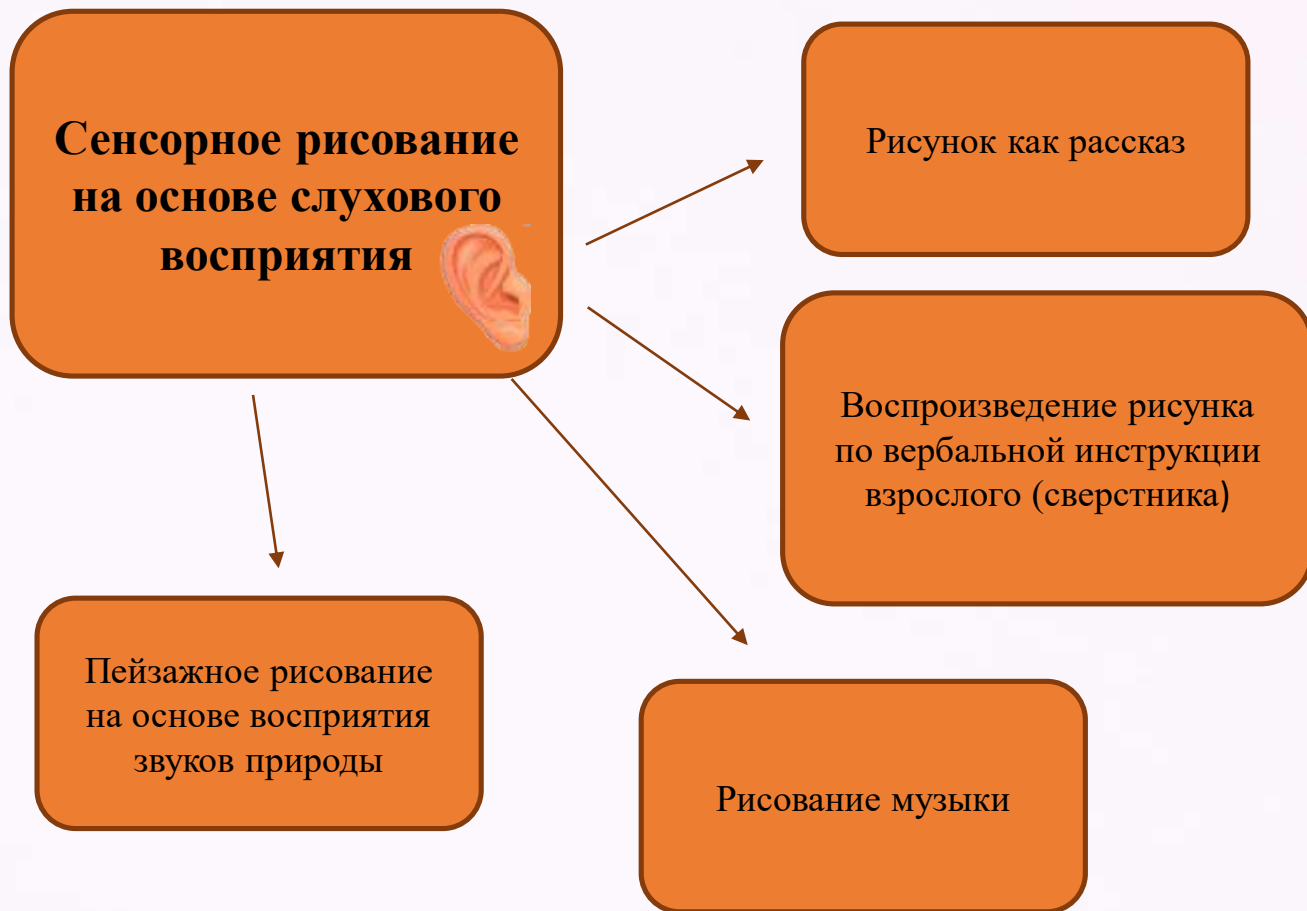 Сенсорное рисование
на основе слухового
восприятия
Рисунок как рассказ
Воспроизведение рисунка
по вербальной инструкции
взрослого (сверстника)
Пейзажное рисование
на основе восприятия
звуков природы
Рисование музыки